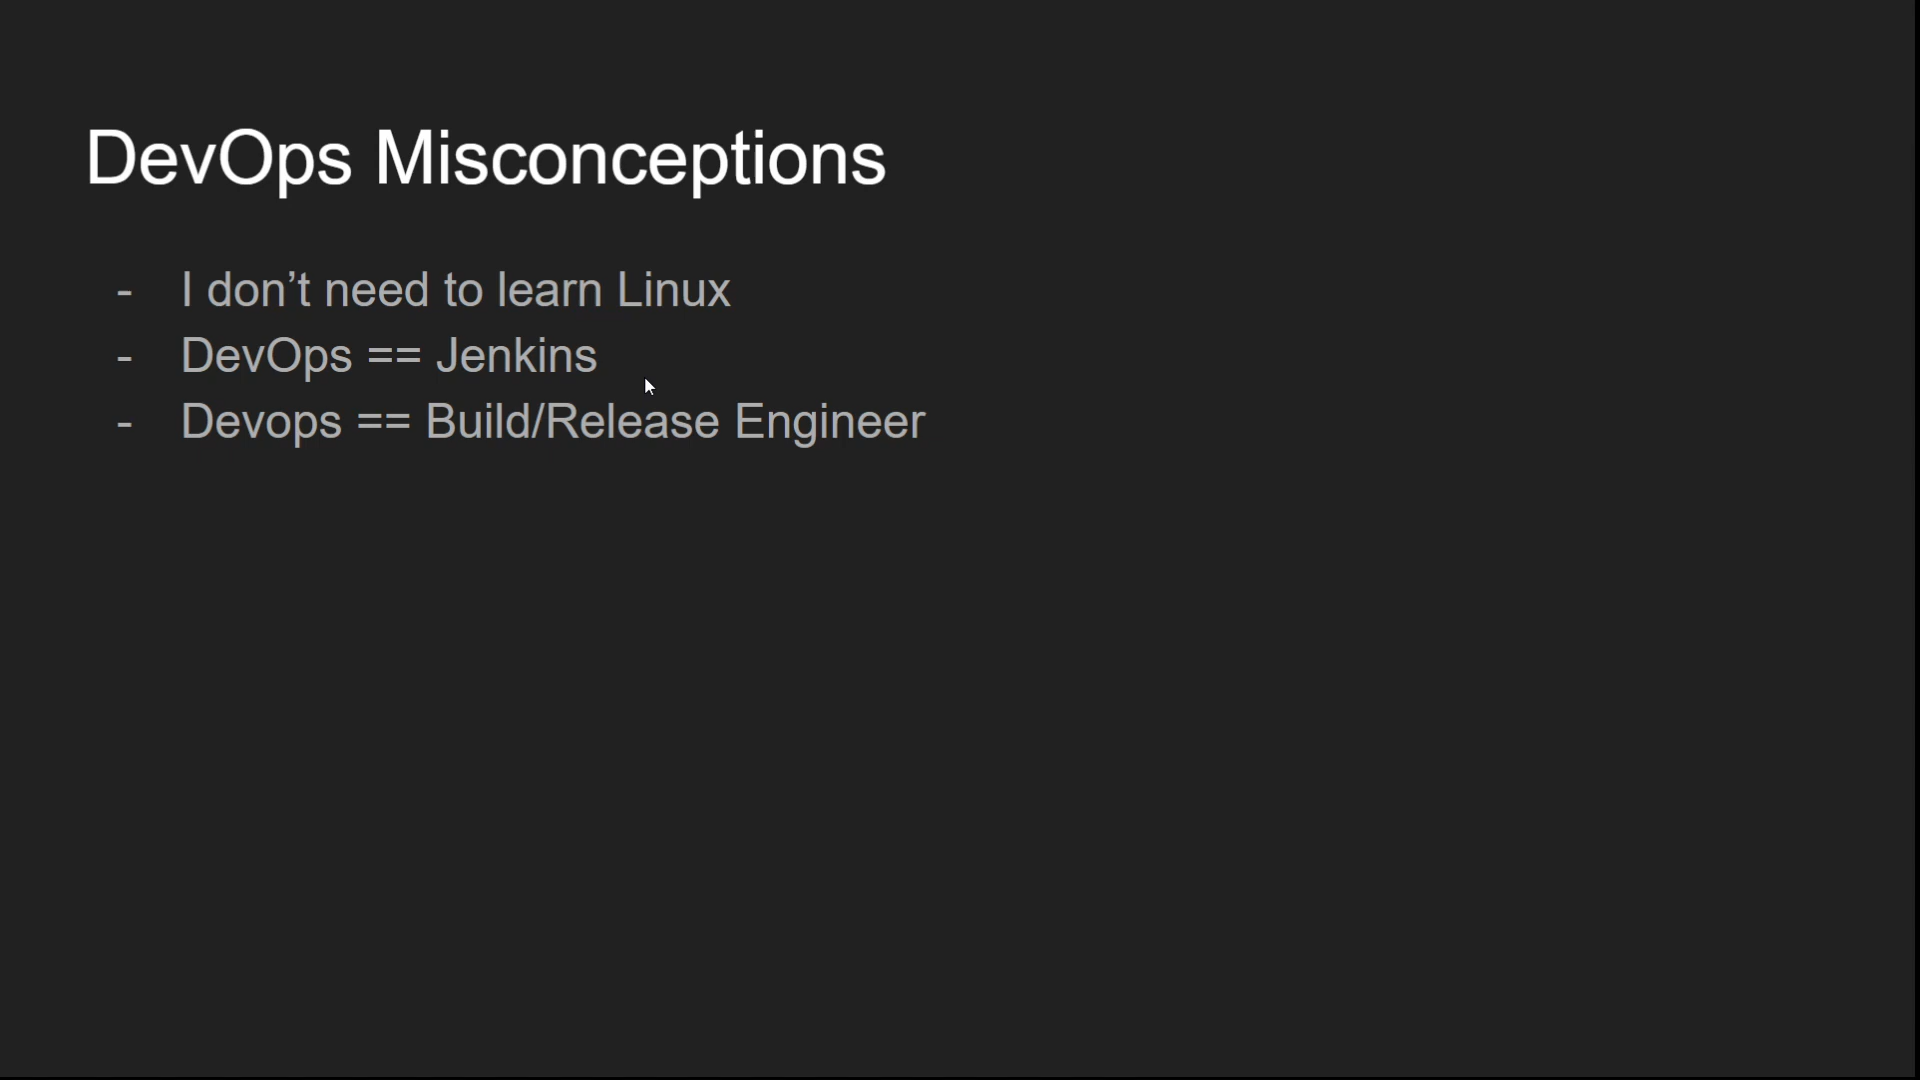 DevOps Misconceptions
- I don’t need to learn Linux
- DevOps == Jenkins
- Devops == Build/Release Engineer